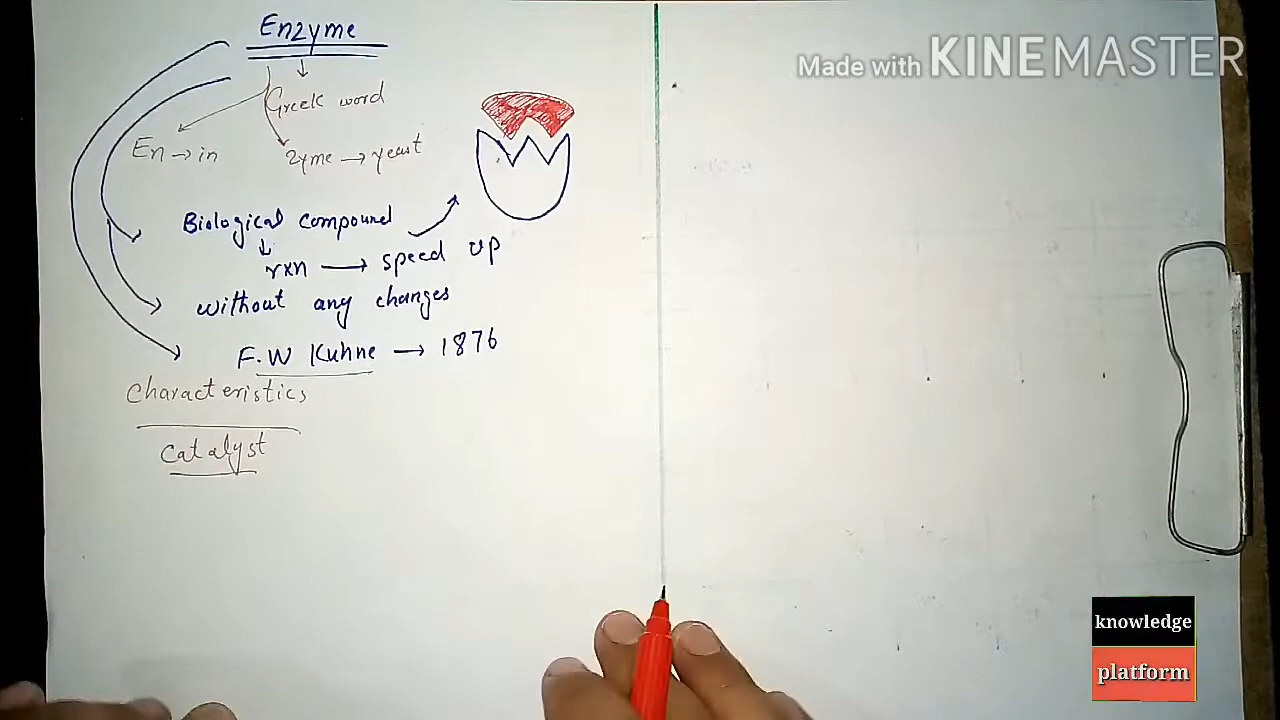 Enzyme
Greek word
En → in
zyme → yeast
Biological compound
rxn → speed up
without any changes
F.W Kuhne → 1876
Characteristics
Catalyst
Made with KINEMASTER
knowledge
platform